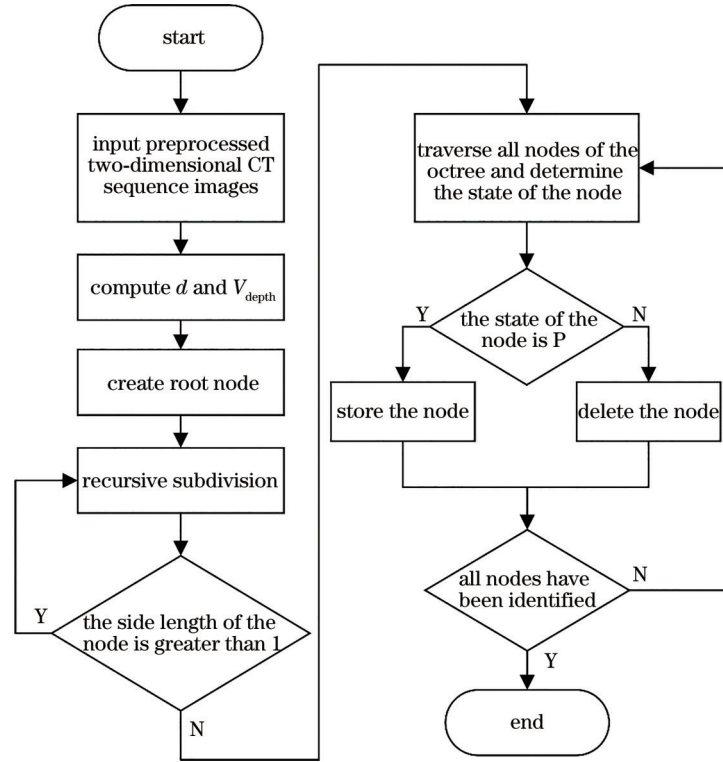 start
input preprocessed
two-dimensional CT
sequence images
compute d and V_depth
create root node
recursive subdivision
Y
the side length of the
node is greater than 1
N
traverse all nodes of the
octree and determine
the state of the node
Y
the state of the
node is P
N
store the node
delete the node
all nodes have
been identified
N
Y
end